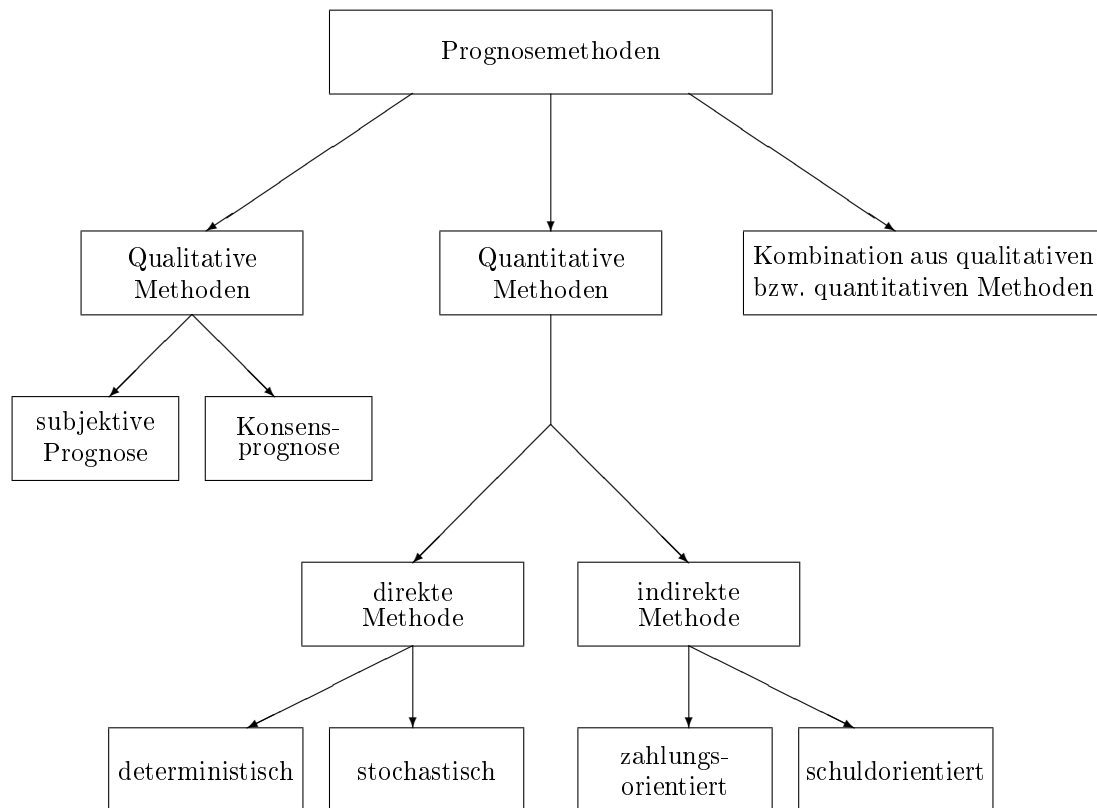 Prognosemethoden
Qualitative
Methoden
Quantitative
Methoden
Kombination aus qualitativen
bzw. quantitativen Methoden
subjektive
Prognose
Konsens-
prognose
direkte
Methode
indirekte
Methode
deterministisch
stochastisch
zahlungs-
orientiert
schuldorientiert